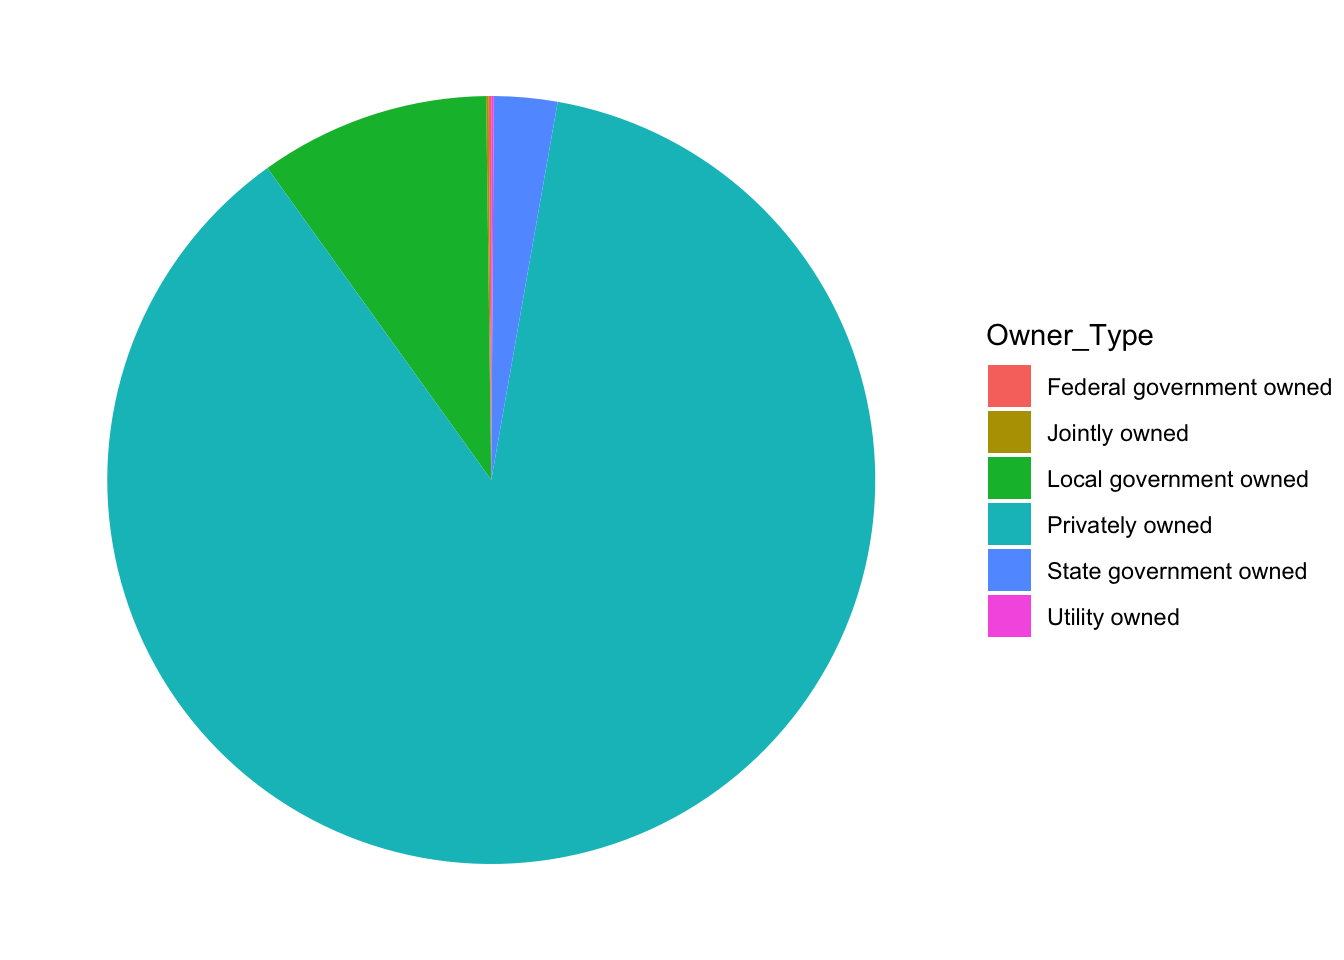 Owner_Type
Federal government owned
Jointly owned
Local government owned
Privately owned
State government owned
Utility owned